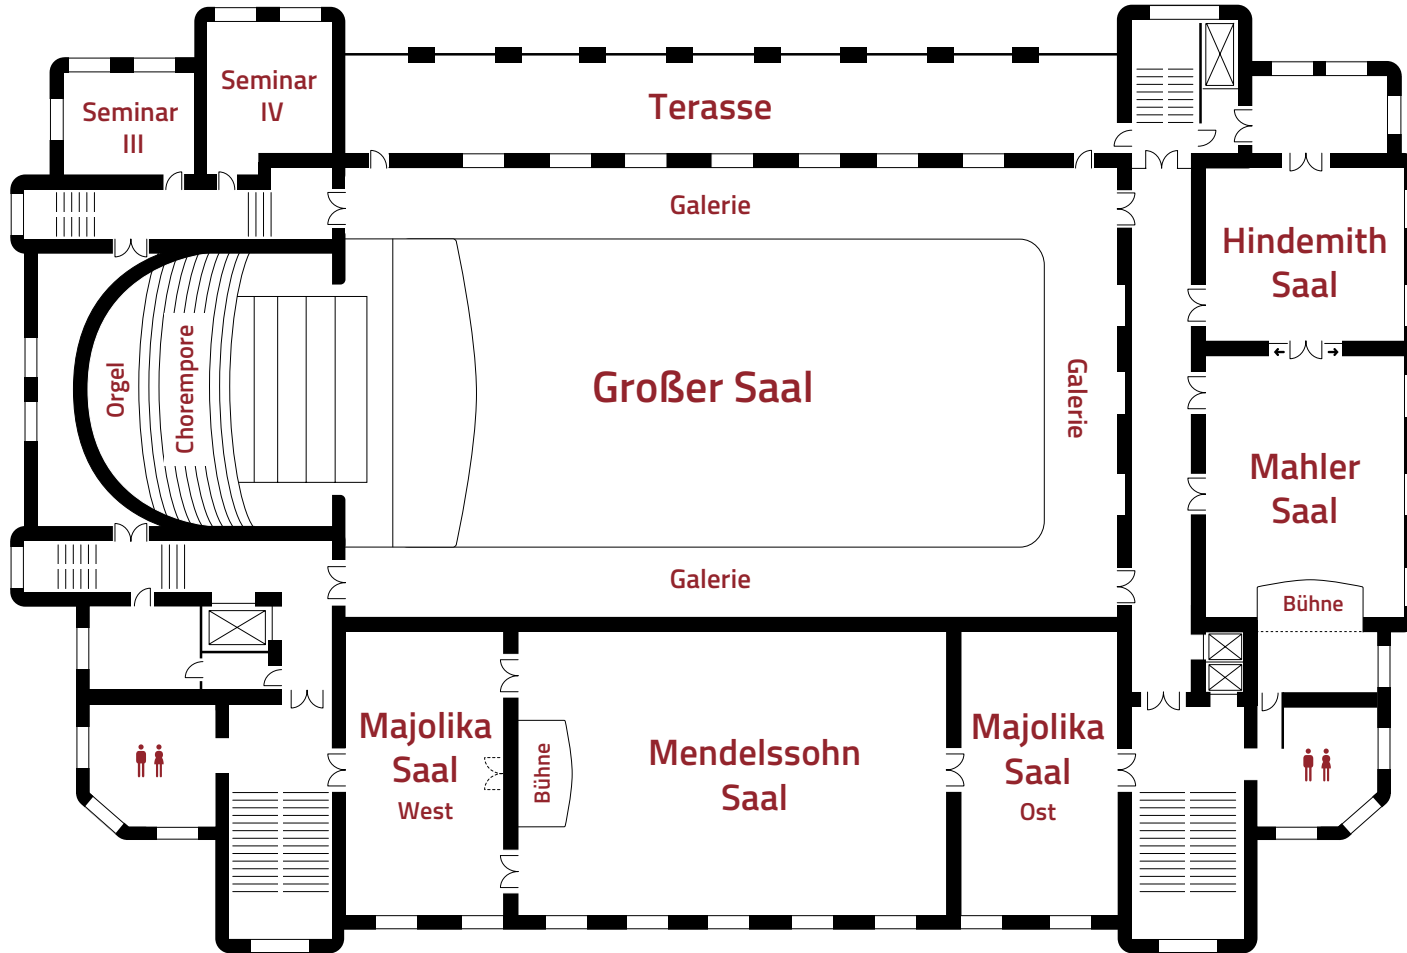 Seminar
III
Seminar
IV
Terasse
Galerie
Hindemith
Saal
Orgel
Chorempore
Großer Saal
Galerie
Mahler
Saal
Galerie
Bühne
Majolika
Saal
West
Bühne
Mendelssohn
Saal
Majolika
Saal
Ost